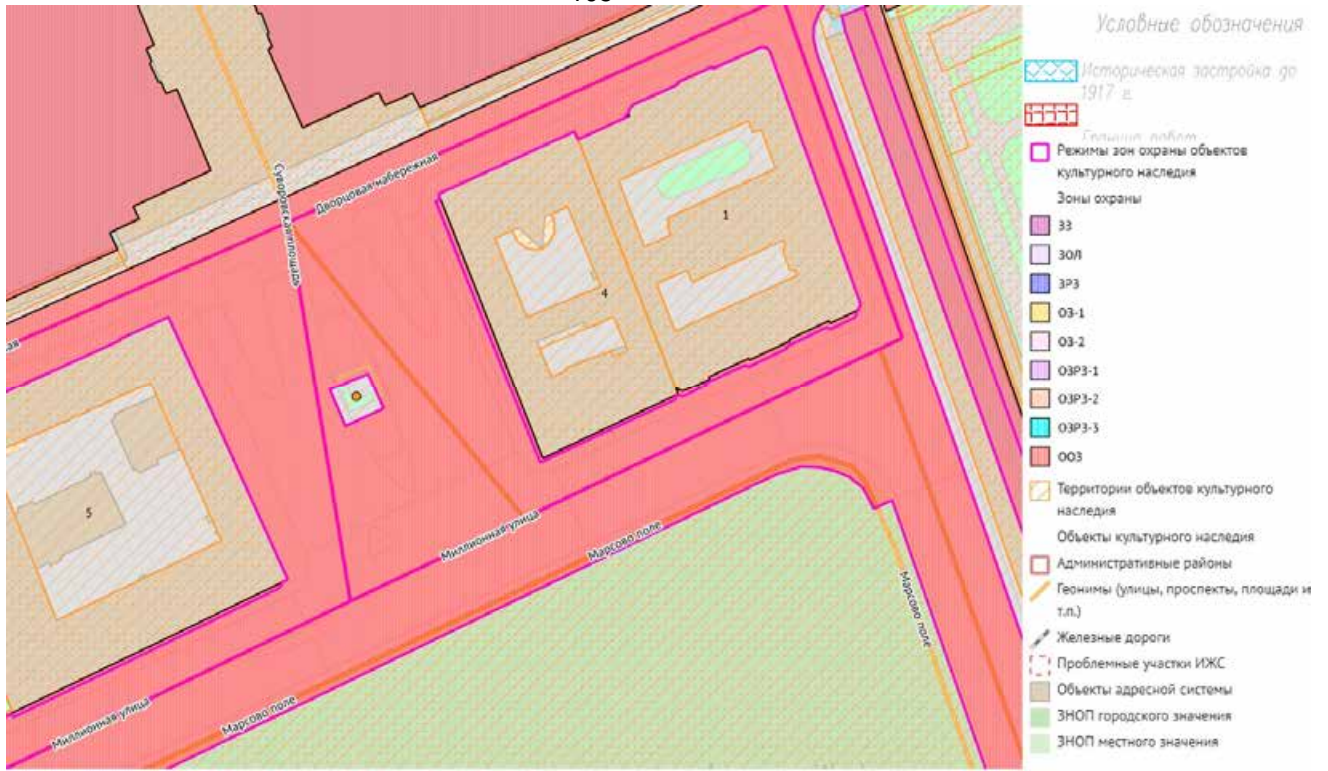 Условные обозначения
Историческая застройка до
1917 г.
Граница работ
Режимы зон охраны объектов
культурного наследия
Зоны охраны
ЗЗ
ЗОЛ
ЗРЗ
ОЗ-1
ОЗ-2
ОЗРЗ-1
ОЗРЗ-2
ОЗРЗ-3
ООЗ
Территории объектов культурного
наследия
Объекты культурного наследия
Административные районы
Геонимы (улицы, проспекты, площади и
т.п.)
Железные дороги
Проблемные участки ИЖС
Объекты адресной системы
ЗНОП городского значения
ЗНОП местного значения
Суворовская площадь
Дворцовая набережная
ая
1
4
5
Миллионная улица
Марсово поле
Марсово поле
Миллионная улица
Марсово поле